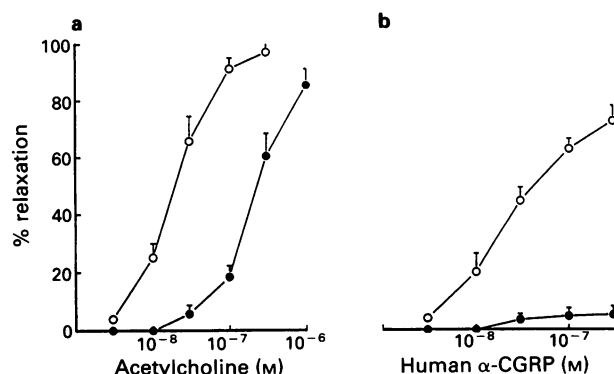 a
b
% relaxation
100
80
60
40
20
0
10⁻⁸ 10⁻⁷ 10⁻⁶
10⁻⁸ 10⁻⁷
Acetylcholine (M)
Human α-CGRP (M)